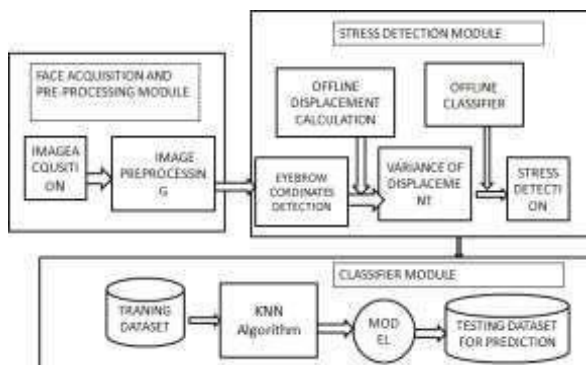 STRESS DETECTION MODULE
FACE ACQUISITION AND
PRE-PROCESSING MODULE
OFFLINE
DISPLACEMENT
CALCULATION
OFFLINE
CLASSIFIER
IMAGEA
CQUSITI
ON
IMAGE
PREPROCESSIN
G
EYEBROW
CORDINATES
DETECTION
VARIANCE OF
DISPLACEME
NT
STRESS
DETECTI
ON
CLASSIFIER MODULE
TRANING
DATASET
KNN
Algorithm
MOD
EL
TESTING DATASET
FOR PREDICTION